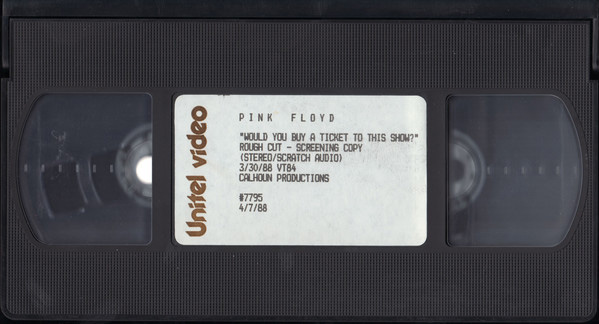 Unitel video
PINK FLOYD
"WOULD YOU BUY A TICKET TO THIS SHOW?"
ROUGH CUT - SCREENING COPY
(STEREO/SCRATCH AUDIO)
3/30/88 VT84
CALHOUN PRODUCTIONS
#7795
4/7/88